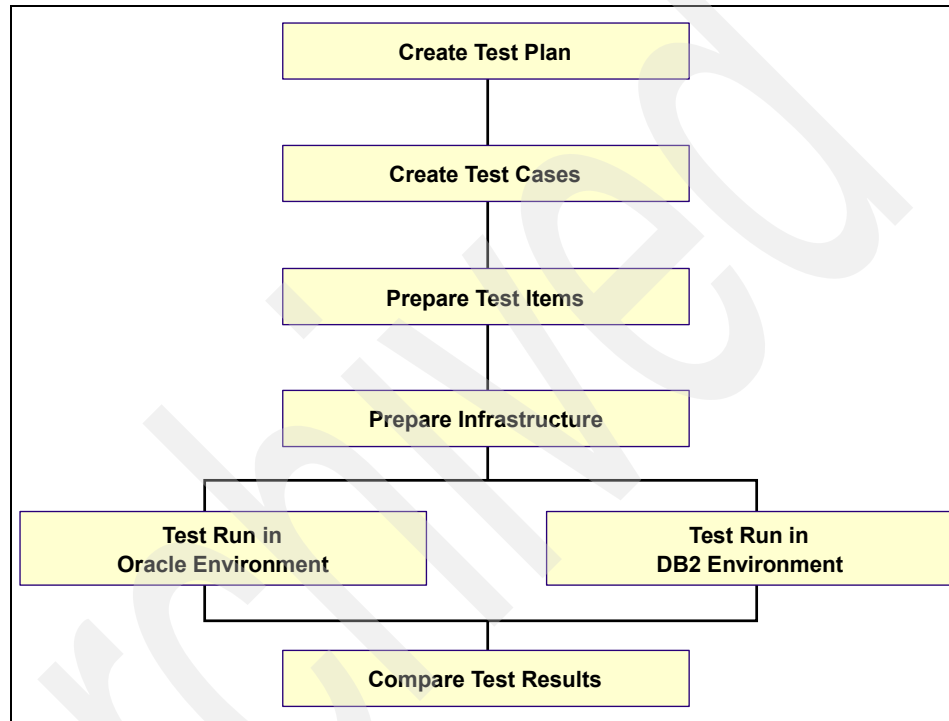 Create Test Plan
Create Test Cases
Prepare Test Items
Prepare Infrastructure
Test Run in
Oracle Environment
Test Run in
DB2 Environment
Compare Test Results
rchived